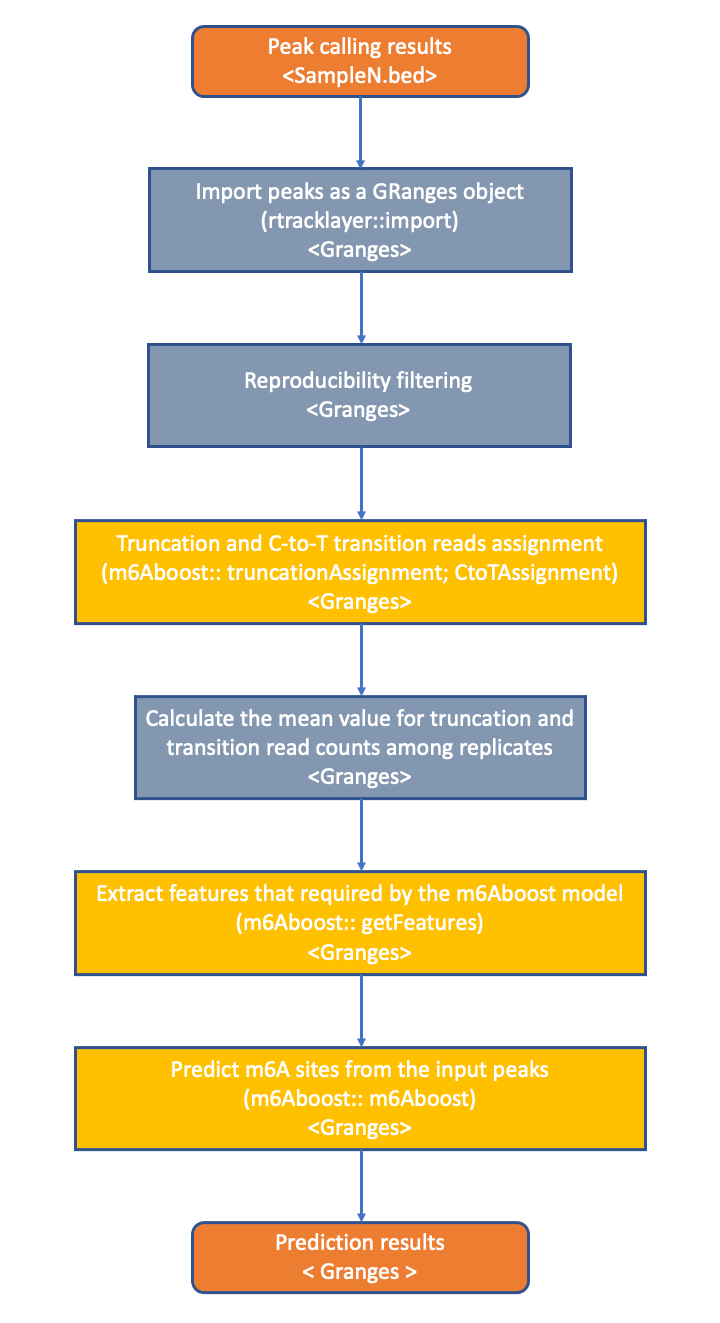 Peak calling results
<SampleN.bed>
Import peaks as a GRanges object
(rtracklayer::import)
<Granges>
Reproducibility filtering
<Granges>
Truncation and C-to-T transition reads assignment
(m6Aboost:: truncationAssignment; CtoTAssignment)
<Granges>
Calculate the mean value for truncation and
transition read counts among replicates
<Granges>
Extract features that required by the m6Aboost model
(m6Aboost:: getFeatures)
<Granges>
Predict m6A sites from the input peaks
(m6Aboost:: m6Aboost)
<Granges>
Prediction results
< Granges >